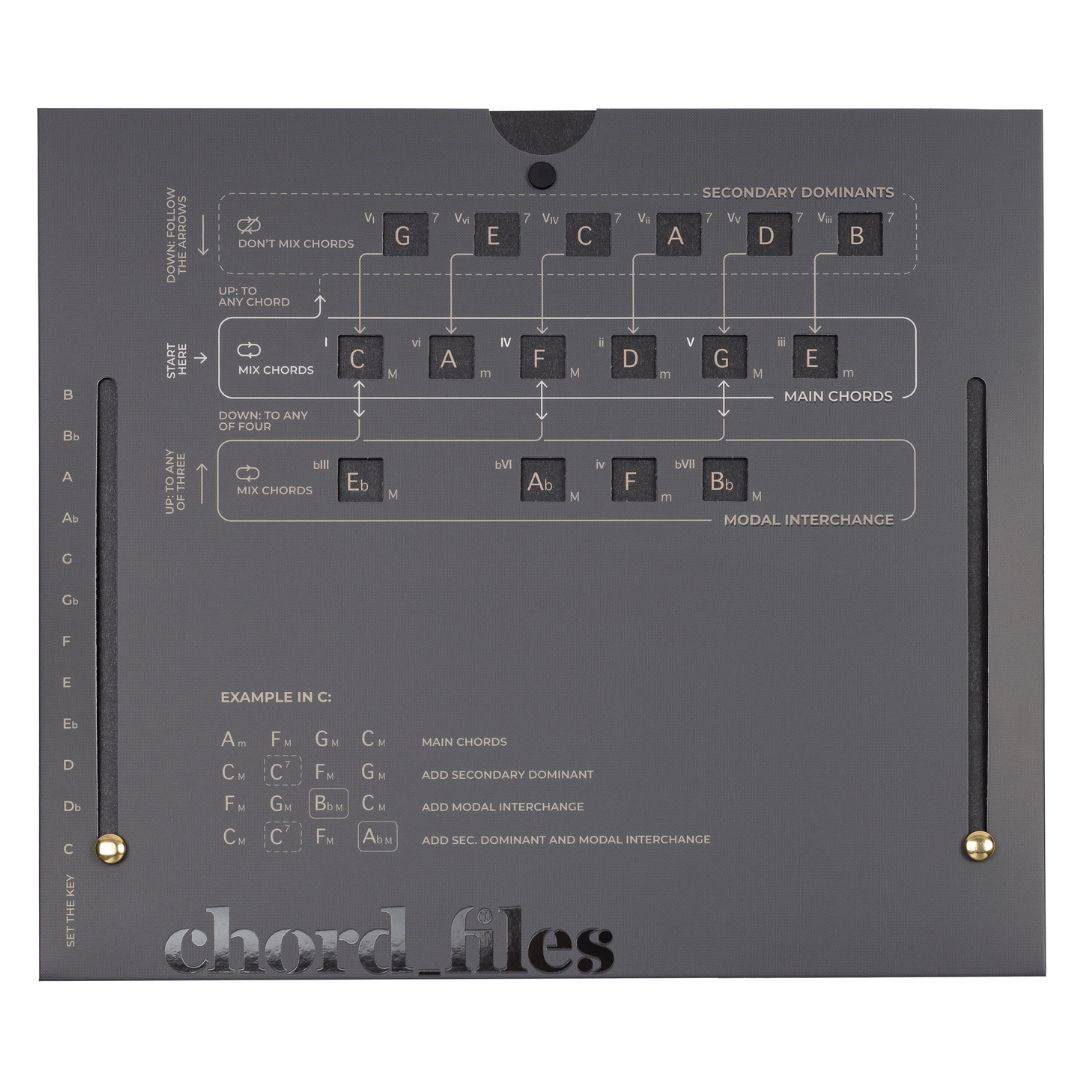 SECONDARY DOMINANTS
DOWN: FOLLOW
THE ARROWS
DON'T MIX CHORDS
VI G 7 Vvi E 7 VIV C 7 Vii A 7 VV D 7 Viii B 7
UP: TO
ANY CHORD
START
HERE
MIX CHORDS
I C M vi A m IV F M ii D m V G M iii E m
MAIN CHORDS
DOWN: TO ANY
OF FOUR
UP: TO ANY
OF THREE
MIX CHORDS
bIII Eb M bVI Ab M iv F m bVII Bb M
MODAL INTERCHANGE
B
Bb
A
Ab
G
Gb
F
E
Eb
D
Db
C
SET THE KEY
EXAMPLE IN C:
Am FM GM CM MAIN CHORDS
CM C7 FM GM ADD SECONDARY DOMINANT
FM GM BbM CM ADD MODAL INTERCHANGE
CM C7 FM AbM ADD SEC. DOMINANT AND MODAL INTERCHANGE
chord_files